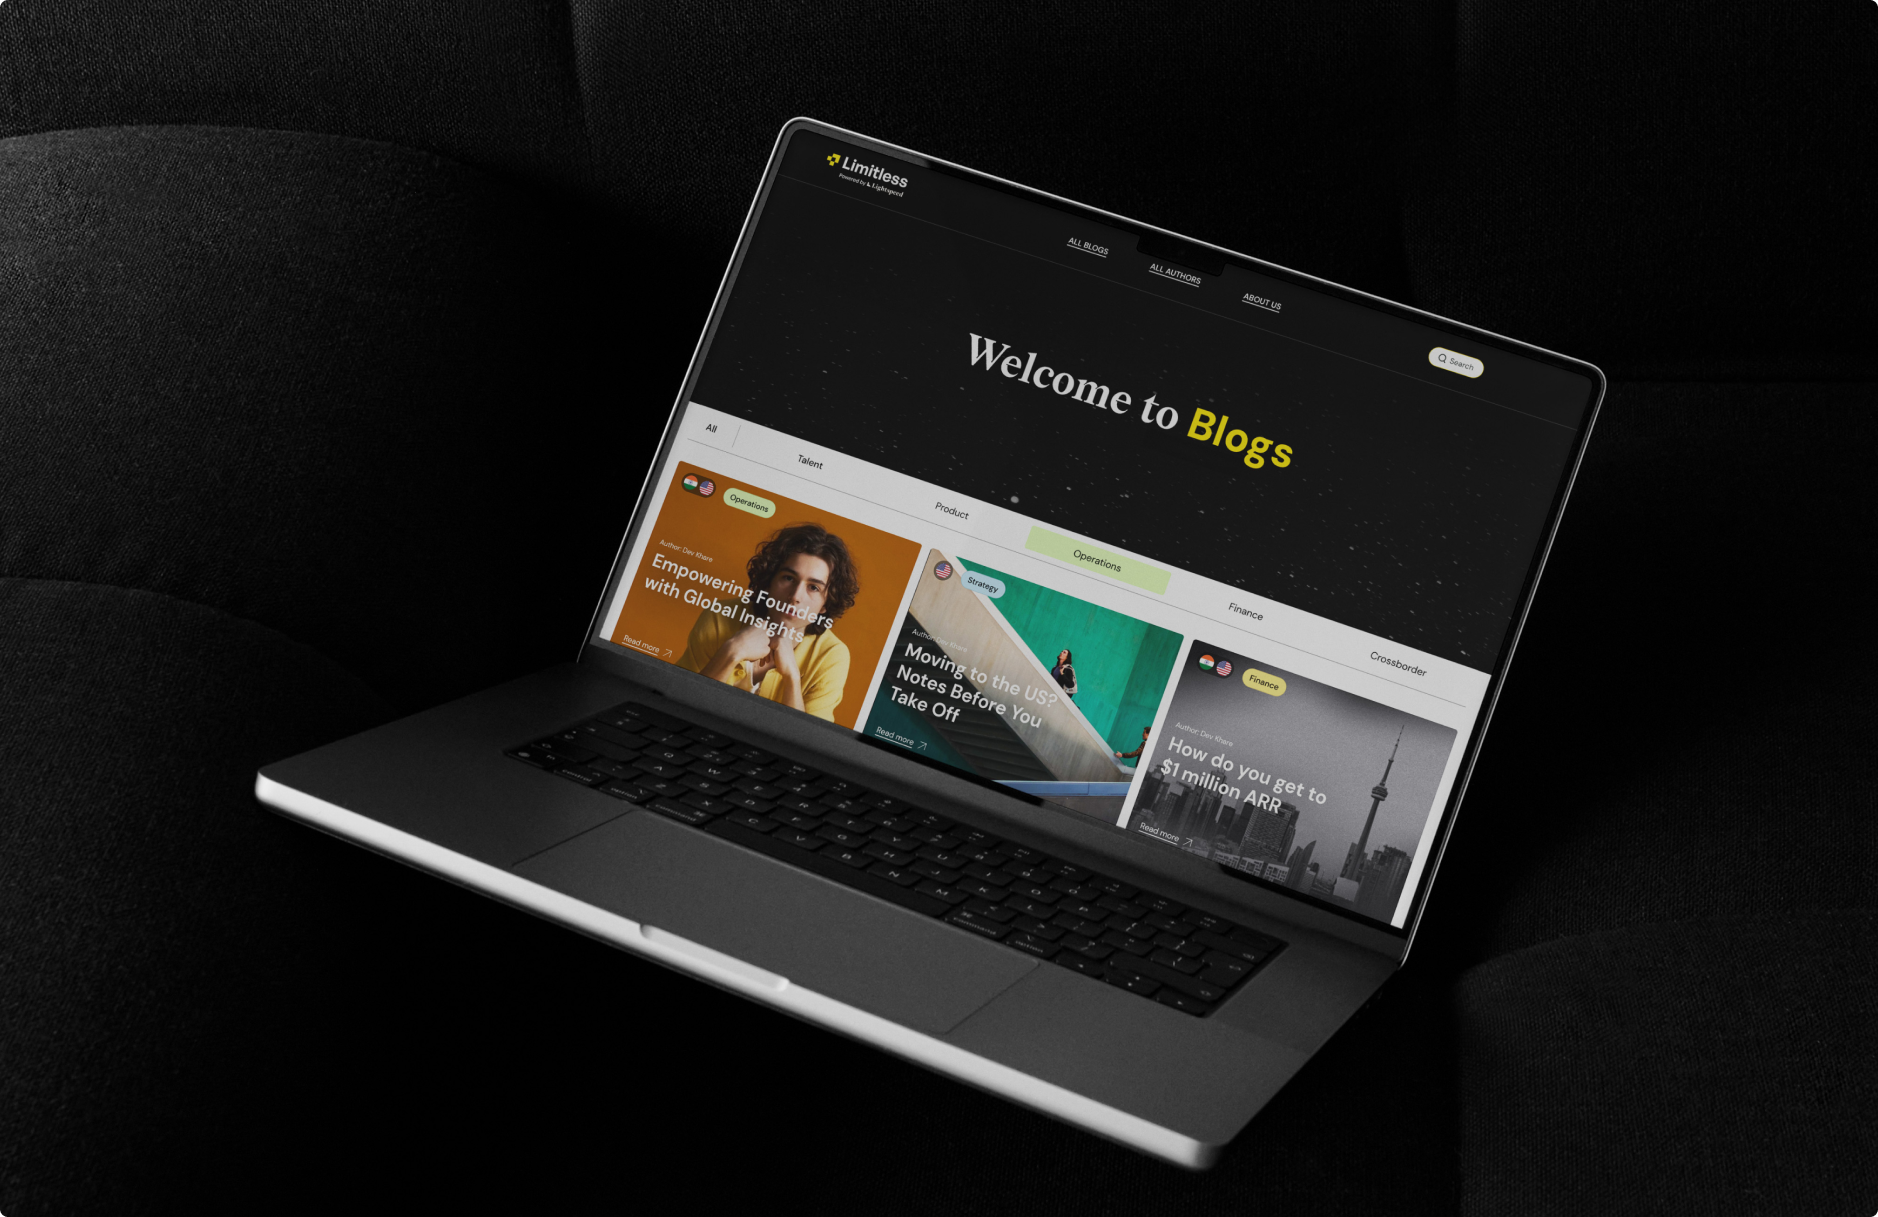 Limitless
Powered by Lightspeed
ALL BLOGS
ALL AUTHORS
ABOUT US
Search
Welcome to Blogs
All
Talent
Product
Operations
Finance
Crossborder
Operations
Author: Dev Khare
Empowering Founders
with Global Insights
Read more
Strategy
Author: Dev Khare
Moving to the US?
Notes Before You
Take Off
Read more
Finance
Author: Dev Khare
How do you get to
$1 million ARR
Read more